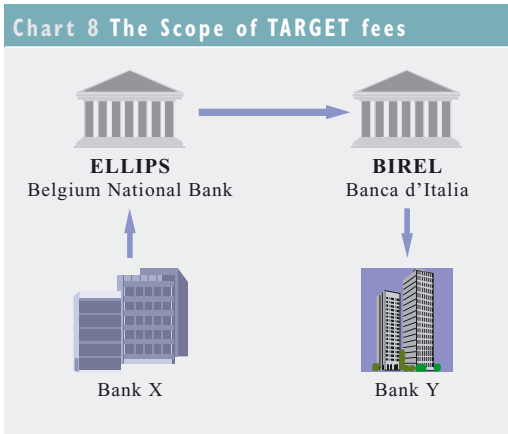 Chart 8 The Scope of TARGET fees
ELLIPS
Belgium National Bank
BIREL
Banca d'Italia
Bank X
Bank Y